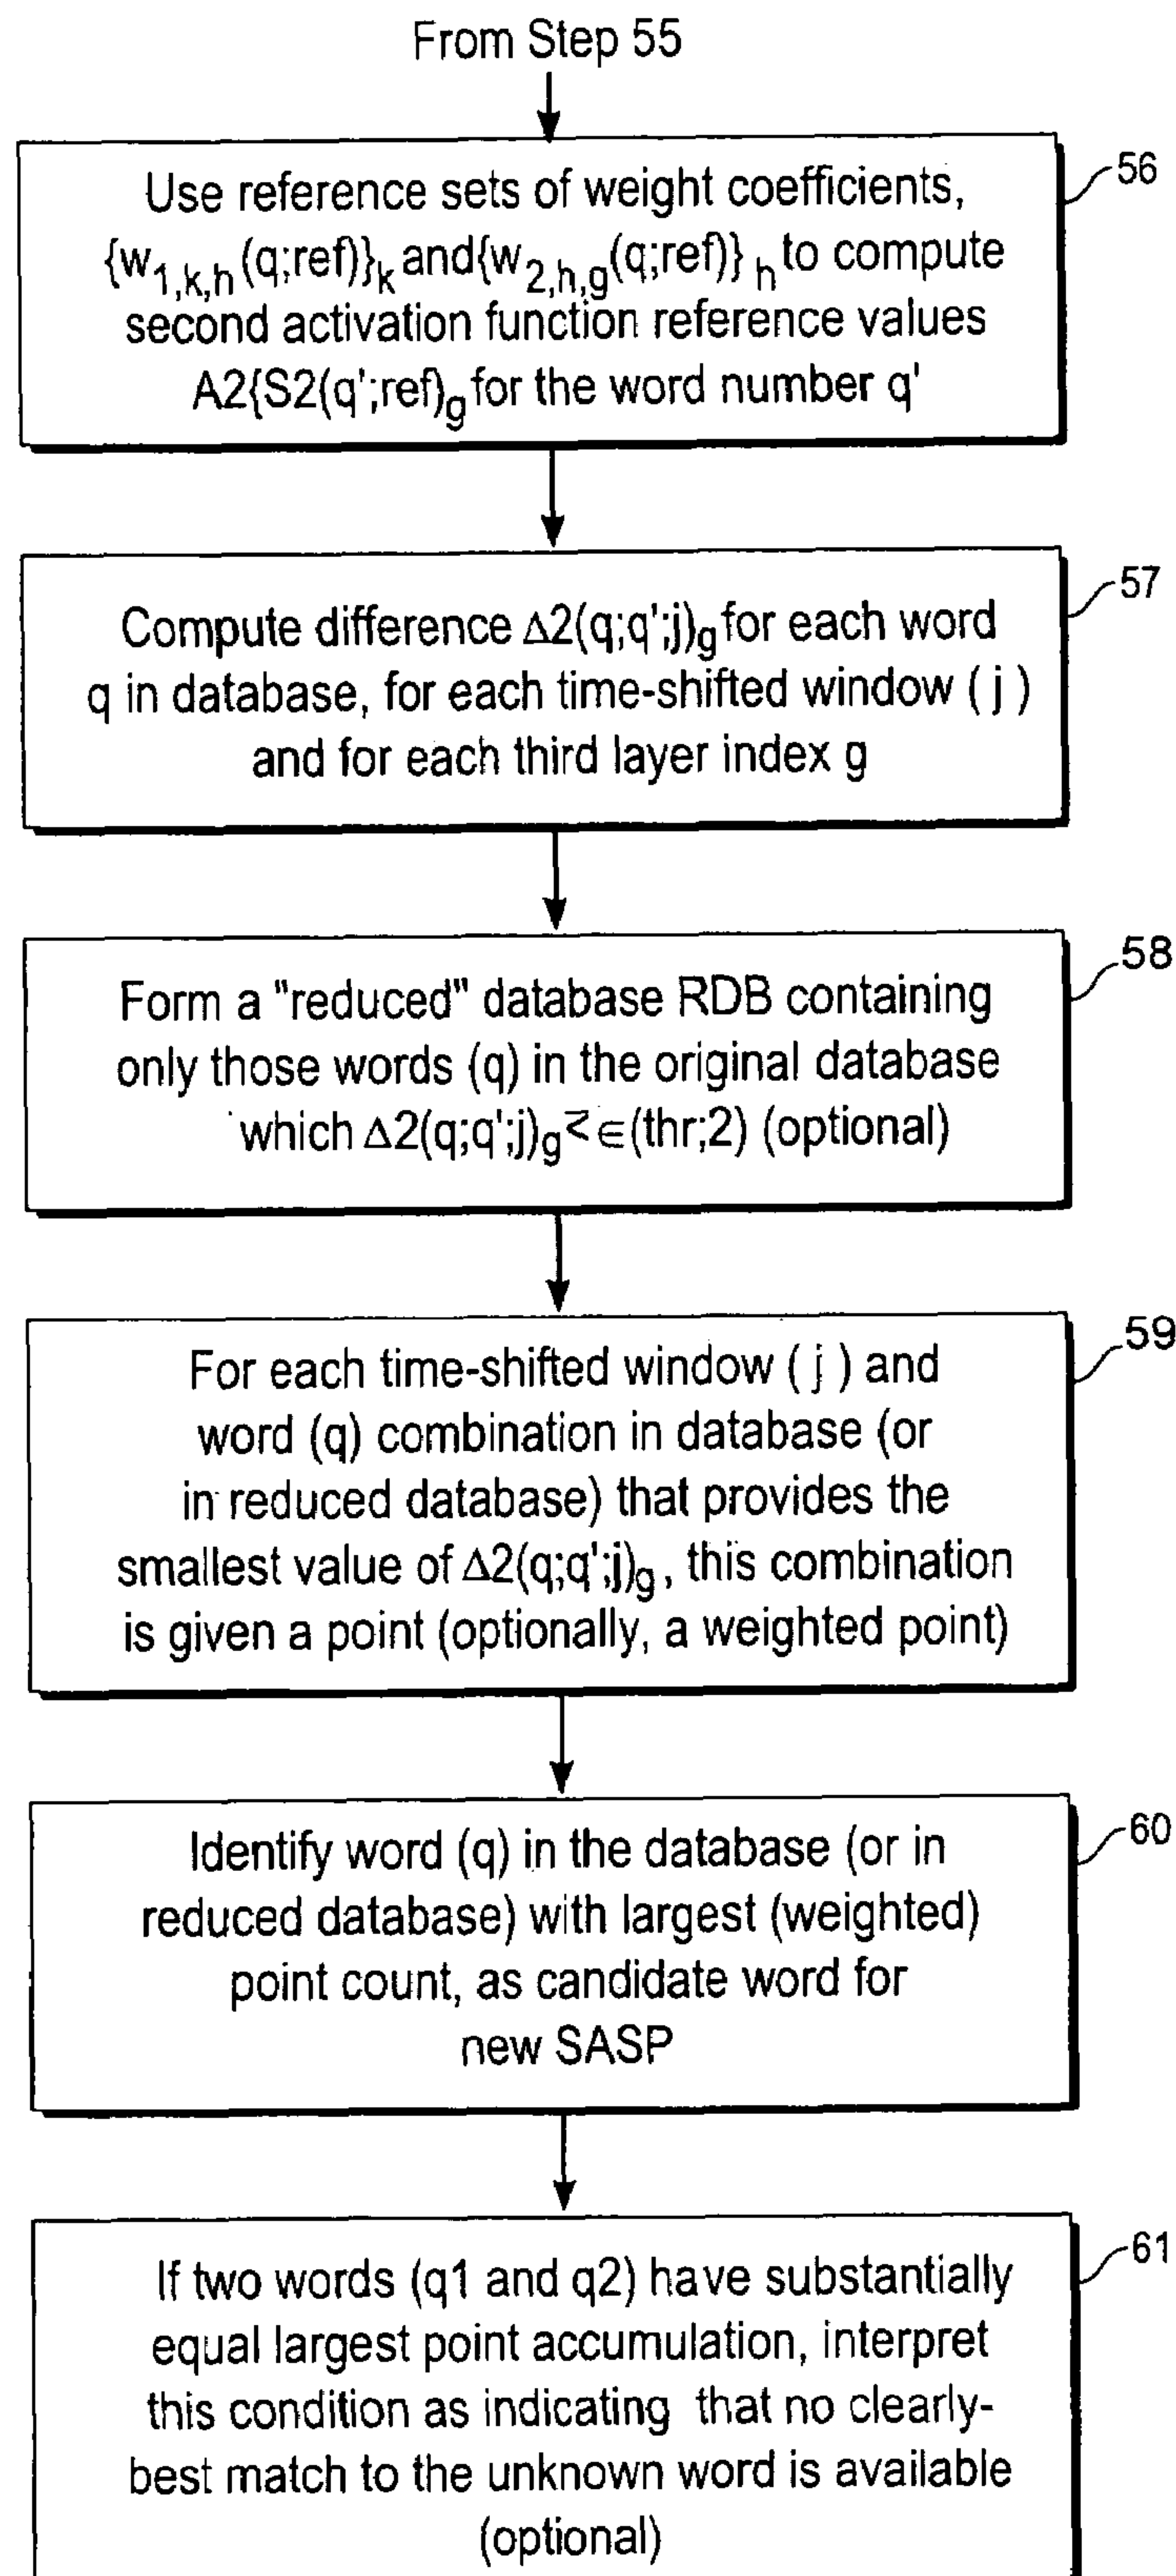 From Step 55
56
Use reference sets of weight coefficients,
{w1,k,h(q;ref)}k and{w2,h,g(q;ref)} h to compute
second activation function reference values
A2{S2(q';ref)g for the word number q'
57
Compute difference Δ2(q;q';j)g for each word
q in database, for each time-shifted window ( j )
and for each third layer index g
58
Form a "reduced" database RDB containing
only those words (q) in the original database
which Δ2(q;q';j)g ≤ ∈(thr;2) (optional)
59
For each time-shifted window ( j ) and
word (q) combination in database (or
in reduced database) that provides the
smallest value of Δ2(q;q';j)g, this combination
is given a point (optionally, a weighted point)
60
Identify word (q) in the database (or in
reduced database) with largest (weighted)
point count, as candidate word for
new SASP
61
If two words (q1 and q2) have substantially
equal largest point accumulation, interpret
this condition as indicating that no clearly-
best match to the unknown word is available
(optional)